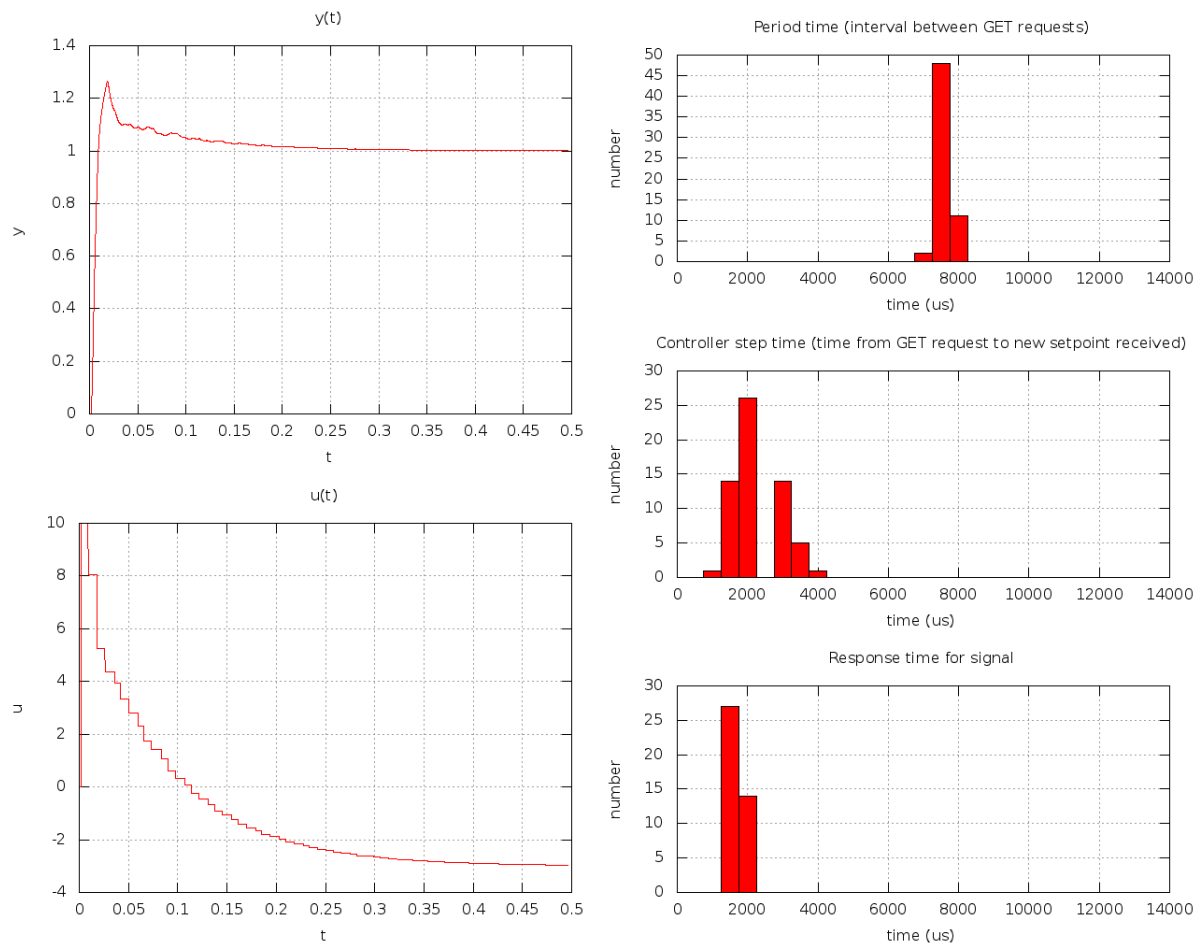 y(t)
1.4
1.2
1
0.8
0.6
0.4
0.2
0
y
0 0.05 0.1 0.15 0.2 0.25 0.3 0.35 0.4 0.45 0.5
t
u(t)
10
8
6
4
2
0
-2
-4
u
0 0.05 0.1 0.15 0.2 0.25 0.3 0.35 0.4 0.45 0.5
t
Period time (interval between GET requests)
50
45
40
35
30
25
20
15
10
5
0
number
0 2000 4000 6000 8000 10000 12000 14000
time (us)
Controller step time (time from GET request to new setpoint received)
30
25
20
15
10
5
0
number
0 2000 4000 6000 8000 10000 12000 14000
time (us)
Response time for signal
30
25
20
15
10
5
0
number
0 2000 4000 6000 8000 10000 12000 14000
time (us)